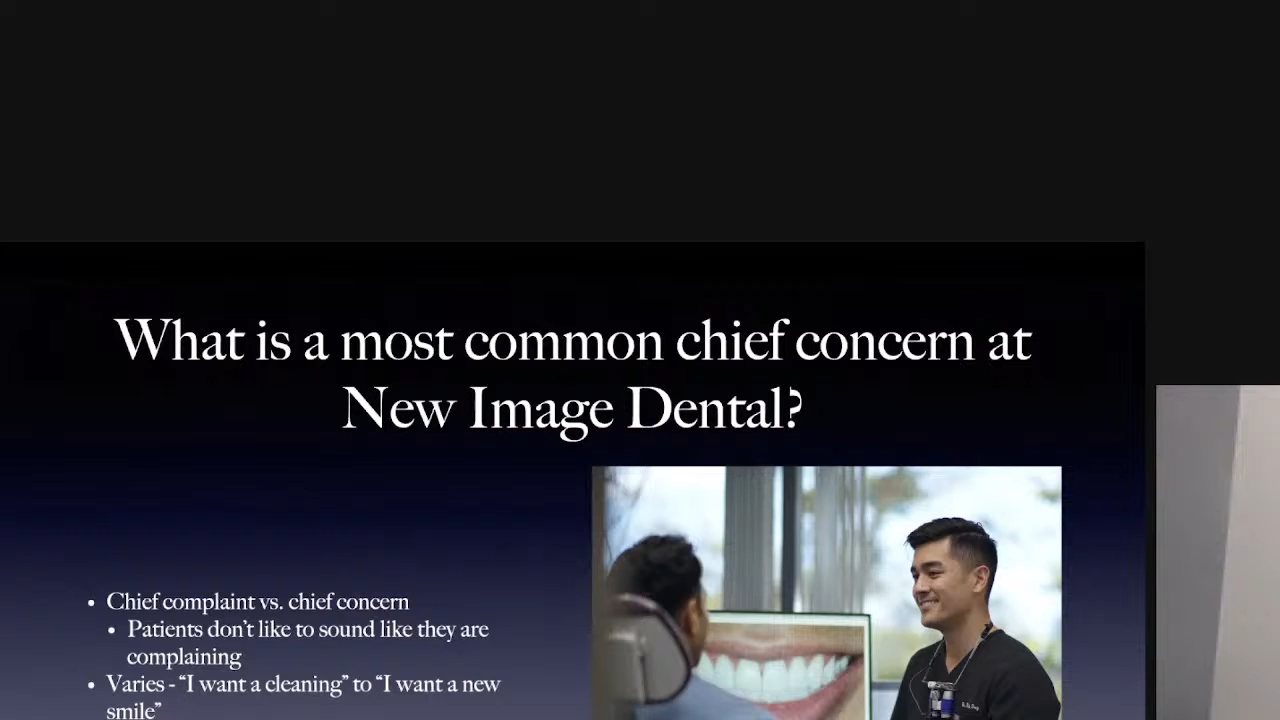 What is a most common chief concern at
New Image Dental?
• Chief complaint vs. chief concern
• Patients don’t like to sound like they are
complaining
• Varies - “I want a cleaning” to “I want a new
smile”